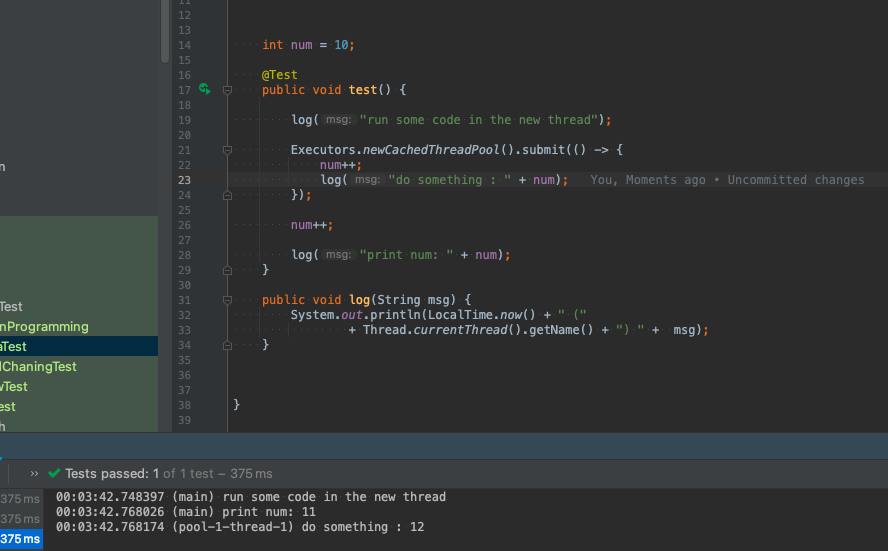 11
12
13
14 int num = 10;
15
16 @Test
17 public void test() {
18
19 log( msg: "run some code in the new thread");
20
21 Executors.newCachedThreadPool().submit(() -> {
22 num++;
23 log( msg: "do something : " + num); You, Moments ago • Uncommitted changes
24 });
25
26 num++;
27
28 log( msg: "print num: " + num);
29 }
30
31 public void log(String msg) {
32 System.out.println(LocalTime.now() + " ("
33 + Thread.currentThread().getName() + ") " + msg);
34 }
35
36
37
38 }
39
n
Test
nProgramming
aTest
lChaningTest
wTest
est
h
›› Tests passed: 1 of 1 test – 375 ms
375 ms 00:03:42.748397 (main) run some code in the new thread
375 ms 00:03:42.768026 (main) print num: 11
375 ms 00:03:42.768174 (pool-1-thread-1) do something : 12